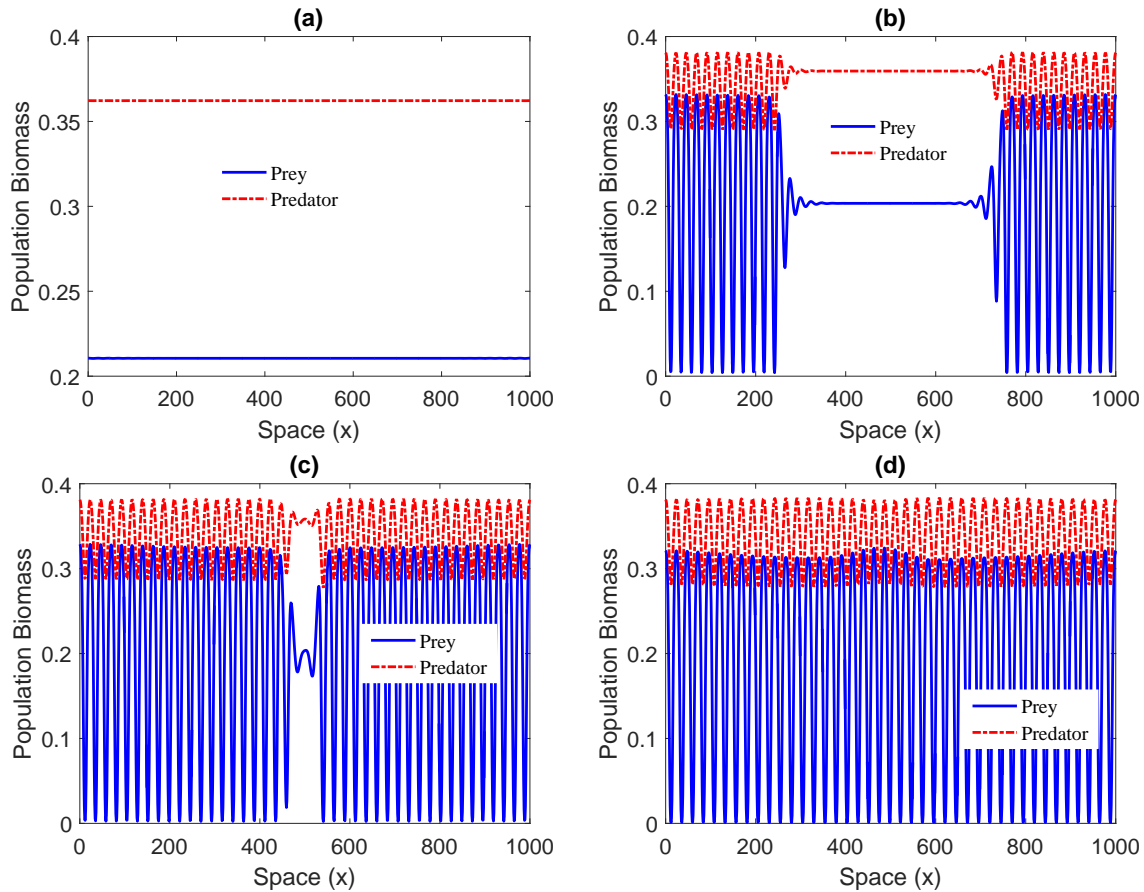 (a)
0.4
0.35
0.3
0.25
0.2
Population Biomass
Prey
Predator
0 200 400 600 800 1000
Space (x)
(b)
0.4
0.3
0.2
0.1
0
Population Biomass
Prey
Predator
0 200 400 600 800 1000
Space (x)
(c)
0.4
0.3
0.2
0.1
0
Population Biomass
Prey
Predator
0 200 400 600 800 1000
Space (x)
(d)
0.4
0.3
0.2
0.1
0
Population Biomass
Prey
Predator
0 200 400 600 800 1000
Space (x)